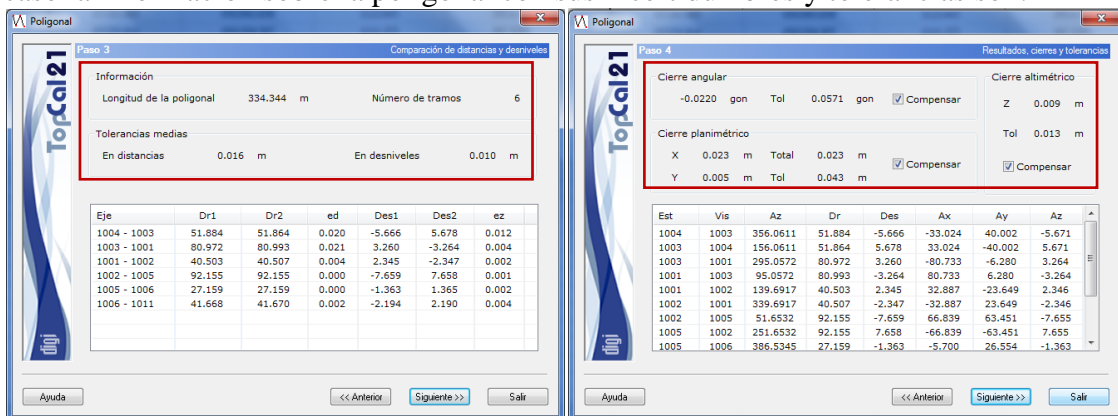 Poligonal
Paso 3
Comparación de distancias y desniveles
TopCal21
digi
Información
Longitud de la poligonal 334.344 m Número de tramos 6
Tolerancias medias
En distancias 0.016 m En desniveles 0.010 m
Eje Dr1 Dr2 ed Des1 Des2 ez
1004 - 1003 51.884 51.864 0.020 -5.666 5.678 0.012
1003 - 1001 80.972 80.993 0.021 3.260 -3.264 0.004
1001 - 1002 40.503 40.507 0.004 2.345 -2.347 0.002
1002 - 1005 92.155 92.155 0.000 -7.659 7.658 0.001
1005 - 1006 27.159 27.159 0.000 -1.363 1.365 0.002
1006 - 1011 41.668 41.670 0.002 -2.194 2.190 0.004
Ayuda << Anterior Siguiente >> Salir
Poligonal
Paso 4
Resultados, cierres y tolerancias
TopCal21
digi
Cierre angular
-0.0220 gon Tol 0.0571 gon Compensar
Cierre planimétrico
X 0.023 m Total 0.023 m
Compensar
Y 0.005 m Tol 0.043 m
Cierre altimétrico
Z 0.009 m
Tol 0.013 m
Compensar
Est Vis Az Dr Des Ax Ay Az
1004 1003 356.0611 51.884 -5.666 -33.024 40.002 -5.671
1003 1004 156.0611 51.864 5.678 33.024 -40.002 5.671
1003 1001 295.0572 80.972 3.260 -80.733 -6.280 3.264
1001 1003 95.0572 80.993 -3.264 80.733 6.280 -3.264
1001 1002 139.6917 40.503 2.345 32.887 -23.649 2.346
1002 1001 339.6917 40.507 -2.347 -32.887 23.649 -2.346
1002 1005 51.6532 92.155 -7.659 66.839 63.451 -7.655
1005 1002 251.6532 92.155 7.658 -66.839 -63.451 7.655
1005 1006 386.5345 27.159 -1.363 -5.700 26.554 -1.363
Ayuda << Anterior Siguiente >> Salir